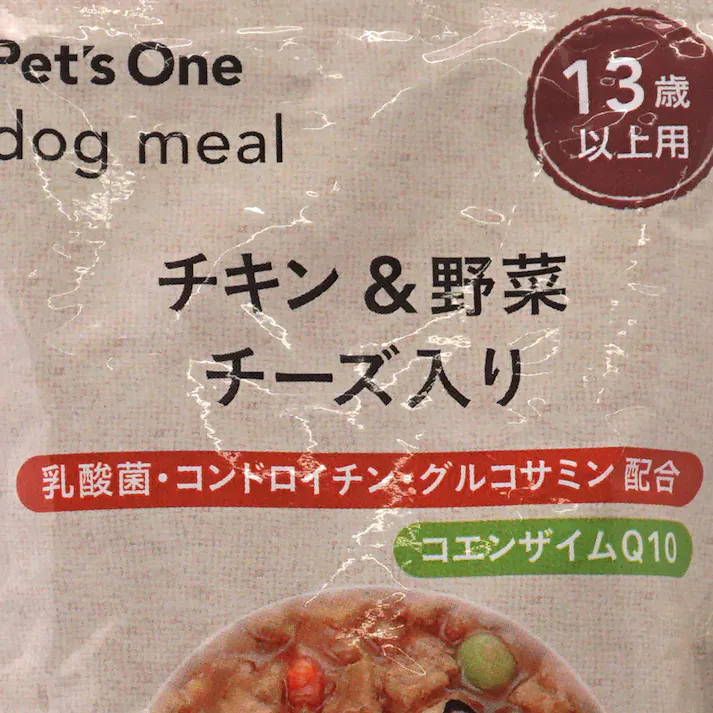 Pet's One
dog meal
13歳
以上用
チキン&野菜
チーズ入り
乳酸菌・コンドロイチン・グルコサミン 配合
コエンザイムQ10